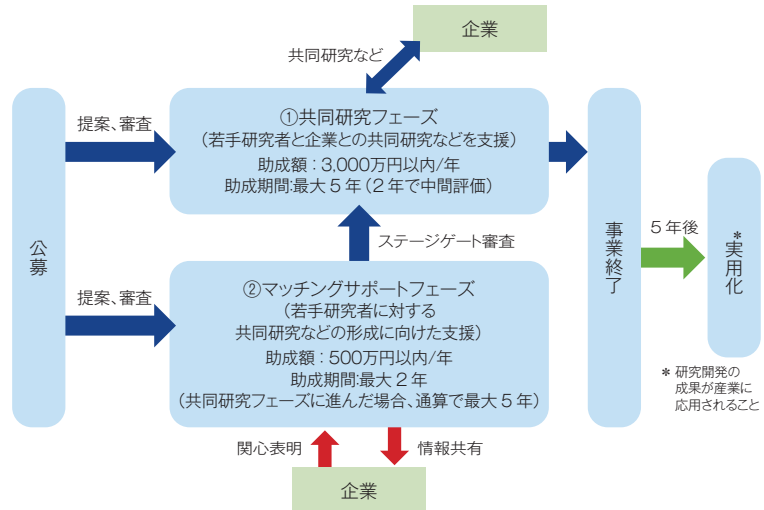 企業
共同研究など
公募
提案、審査
①共同研究フェーズ
(若手研究者と企業との共同研究などを支援)
助成額：3,000万円以内/年
助成期間:最大5年(2年で中間評価)
ステージゲート審査
提案、審査
②マッチングサポートフェーズ
(若手研究者に対する
共同研究などの形成に向けた支援)
助成額：500万円以内/年
助成期間:最大2年
(共同研究フェーズに進んだ場合、通算で最大5年)
関心表明
情報共有
企業
事業終了
5年後
*実用化
* 研究開発の
成果が産業に
応用されること